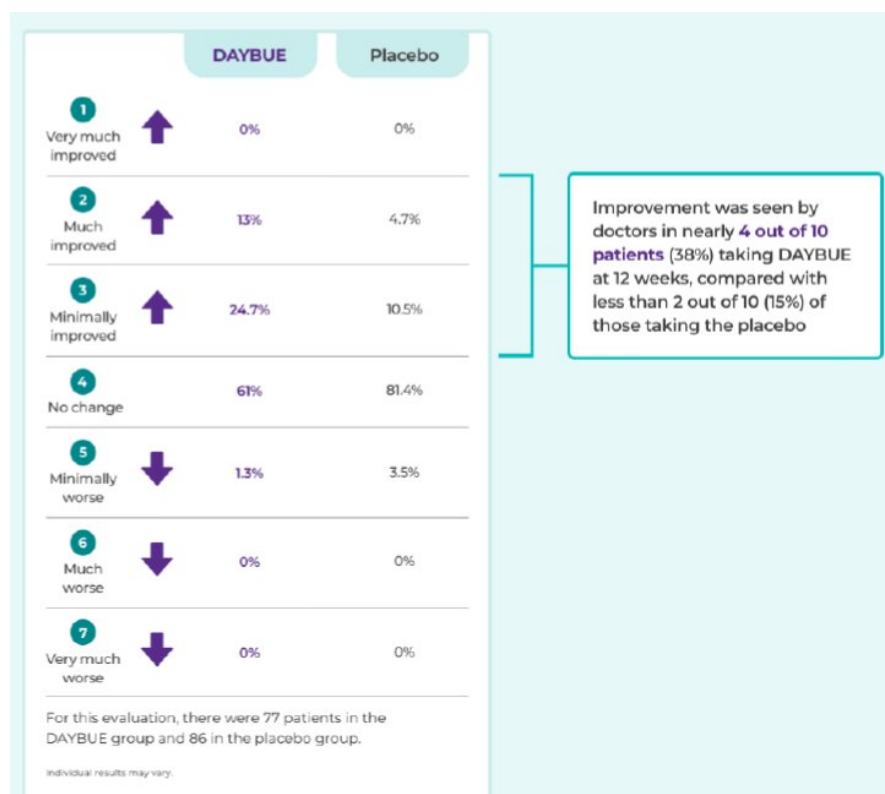 DAYBUE Placebo
1
Very much
improved
0% 0%
2
Much
improved
13% 4.7%
3
Minimally
improved
24.7% 10.5%
4
No change
61% 81.4%
5
Minimally
worse
1.3% 3.5%
6
Much
worse
0% 0%
7
Very much
worse
0% 0%
For this evaluation, there were 77 patients in the
DAYBUE group and 86 in the placebo group.
Individual results may vary.
Improvement was seen by
doctors in nearly 4 out of 10
patients (38%) taking DAYBUE
at 12 weeks, compared with
less than 2 out of 10 (15%) of
those taking the placebo